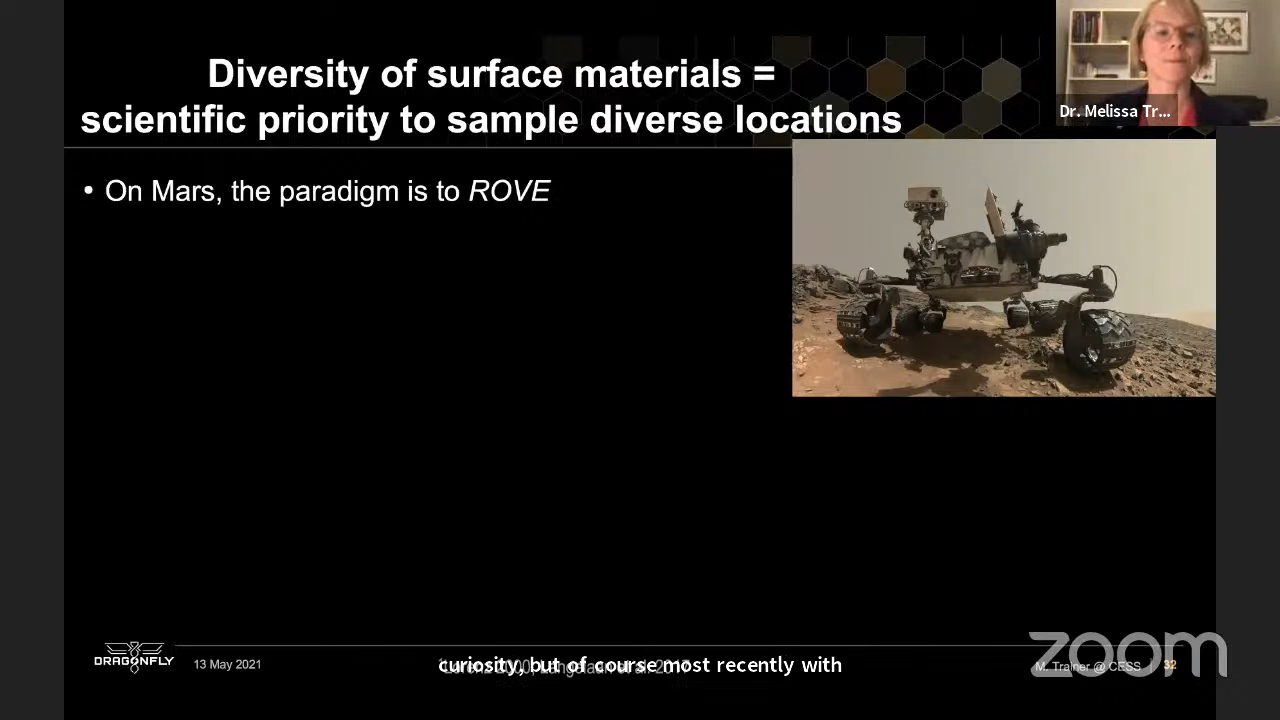 Diversity of surface materials =
scientific priority to sample diverse locations
Dr. Melissa Tr...
• On Mars, the paradigm is to ROVE
DRAGONFLY
13 May 2021
curiosity, but of course most recently with
M. Trainer @ CESS | 32
zoom